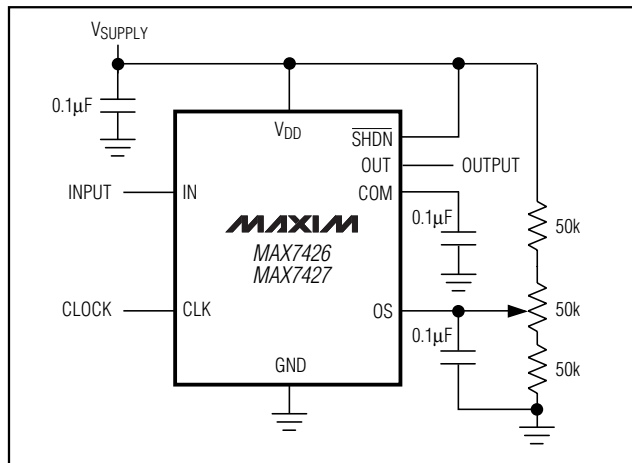 VSUPPLY
0.1μF
VDD
SHDN
OUT
OUTPUT
INPUT
IN
COM
MAXIM
MAX7426
MAX7427
0.1μF
50k
CLOCK
CLK
OS
50k
0.1μF
GND
50k